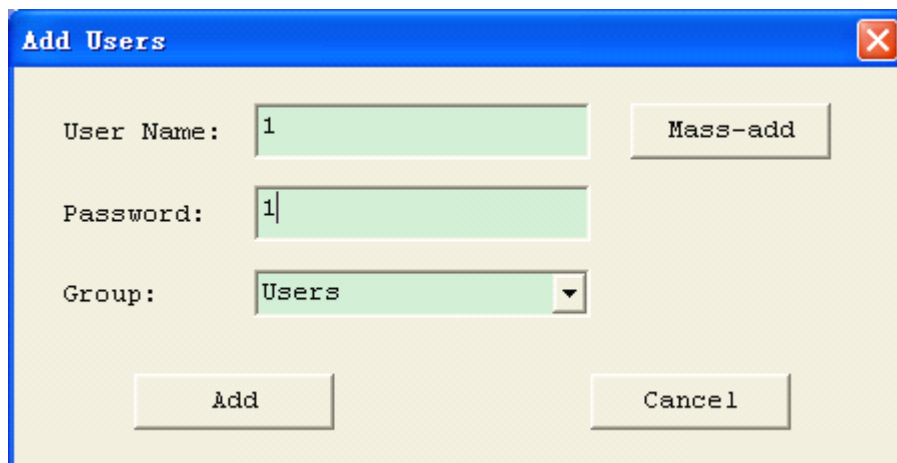 Add Users
User Name: 1 Mass-add
Password: 1
Group: Users
Add Cancel